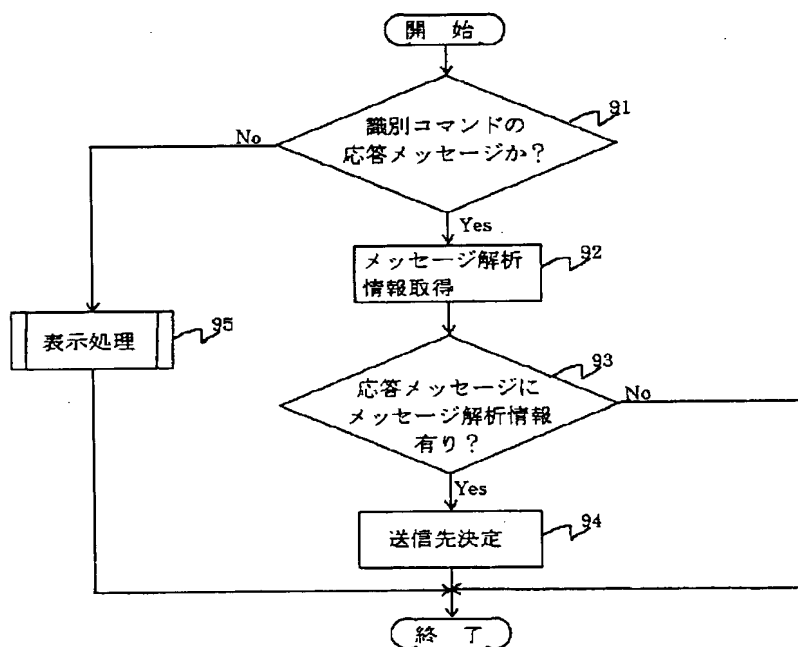 開 始
識別コマンドの
応答メッセージか？
91
No
Yes
メッセージ解析
情報取得
92
表示処理
95
応答メッセージに
メッセージ解析情報
有り？
93
No
Yes
送信先決定
94
終 了